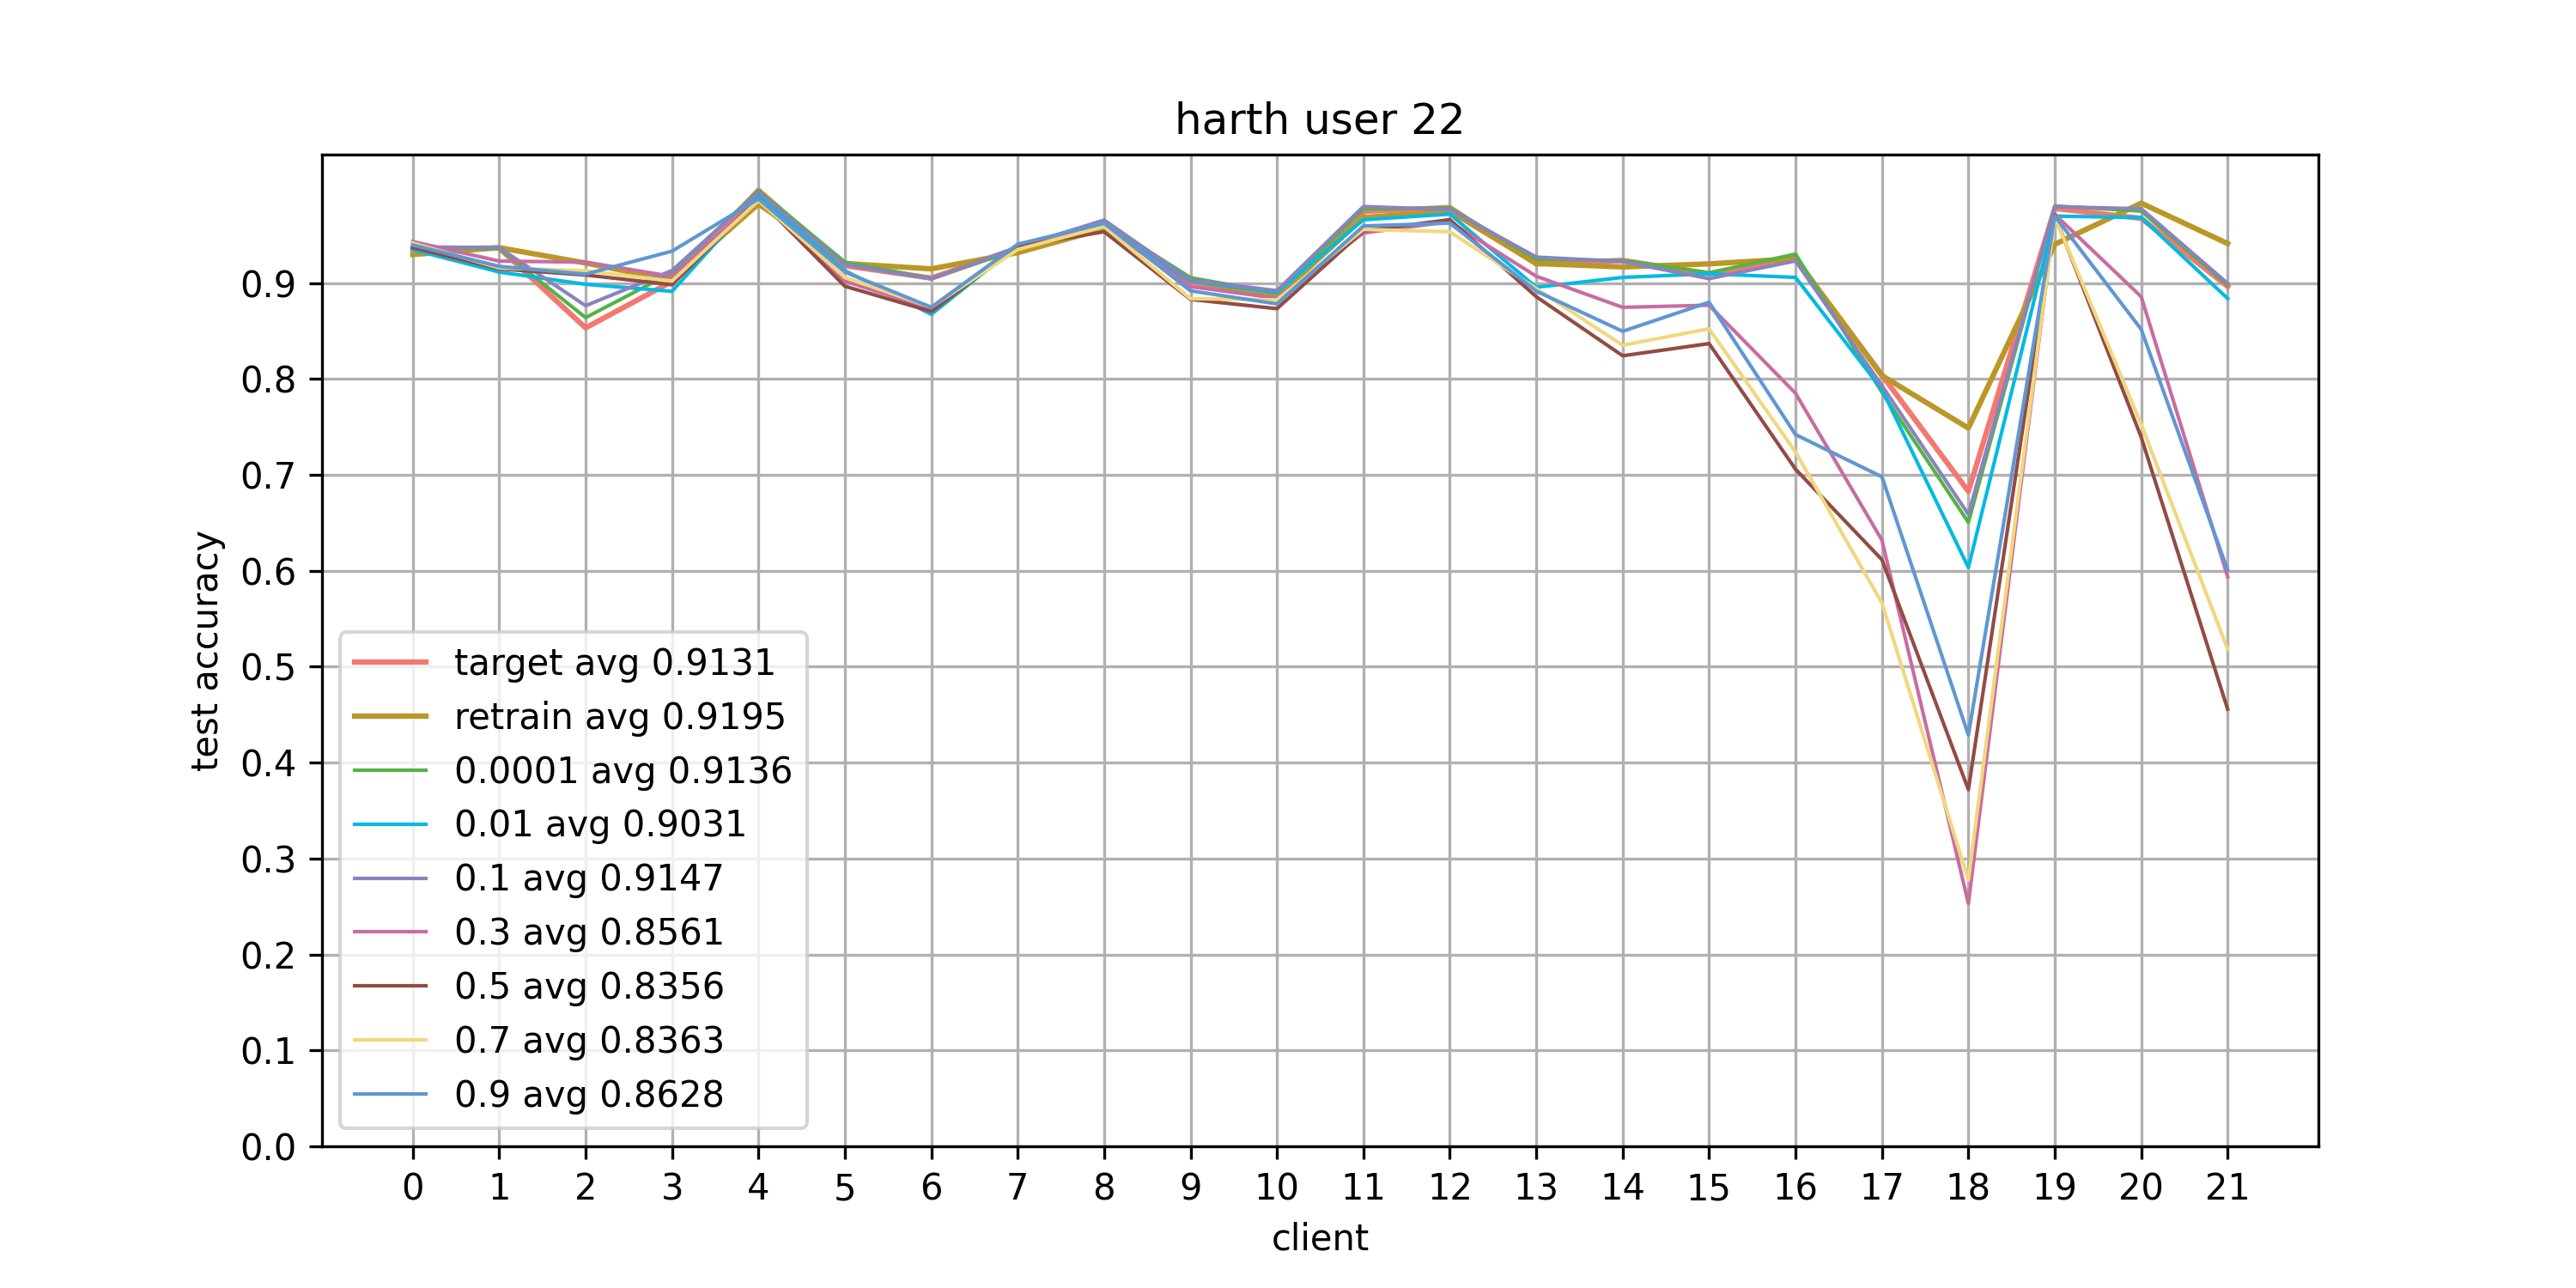 harth user 22
test accuracy
0.9
0.8
0.7
0.6
0.5
0.4
0.3
0.2
0.1
0.0
target avg 0.9131
retrain avg 0.9195
0.0001 avg 0.9136
0.01 avg 0.9031
0.1 avg 0.9147
0.3 avg 0.8561
0.5 avg 0.8356
0.7 avg 0.8363
0.9 avg 0.8628
0 1 2 3 4 5 6 7 8 9 10 11 12 13 14 15 16 17 18 19 20 21
client